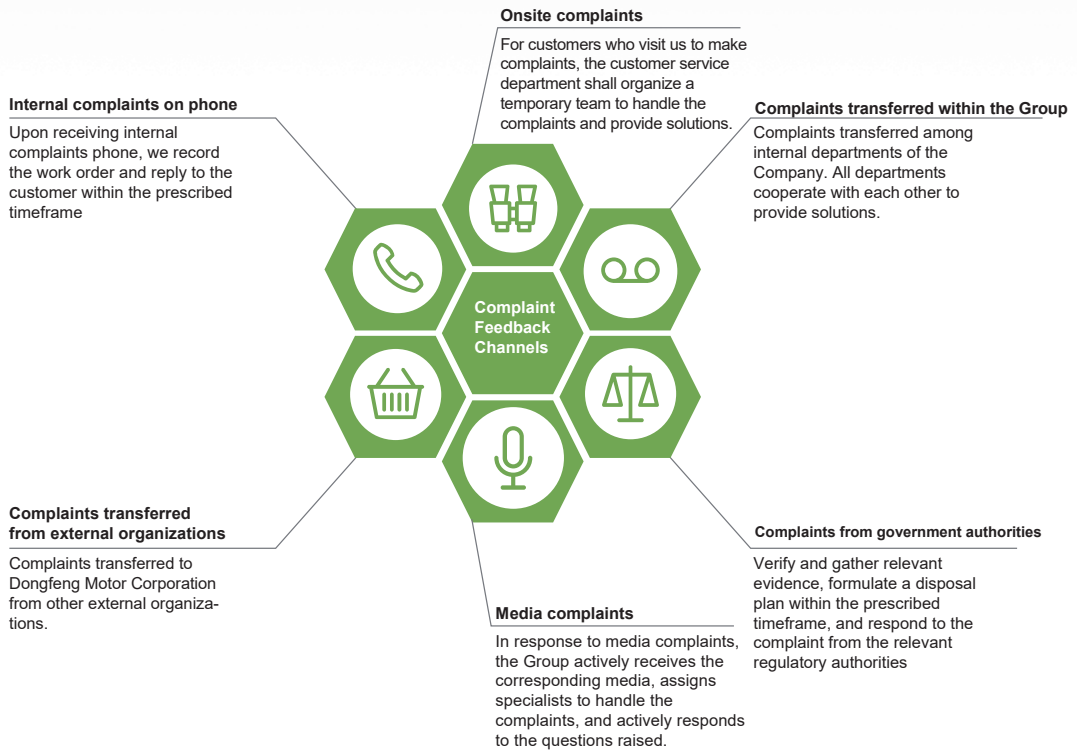 Onsite complaints
For customers who visit us to make
complaints, the customer service
department shall organize a
temporary team to handle the
complaints and provide solutions.
Internal complaints on phone
Upon receiving internal
complaints phone, we record
the work order and reply to the
customer within the prescribed
timeframe
Complaints transferred within the Group
Complaints transferred among
internal departments of the
Company. All departments
cooperate with each other to
provide solutions.
Complaint
Feedback
Channels
Complaints transferred
from external organizations
Complaints transferred to
Dongfeng Motor Corporation
from other external organiza-
tions.
Media complaints
In response to media complaints,
the Group actively receives the
corresponding media, assigns
specialists to handle the
complaints, and actively responds
to the questions raised.
Complaints from government authorities
Verify and gather relevant
evidence, formulate a disposal
plan within the prescribed
timeframe, and respond to the
complaint from the relevant
regulatory authorities